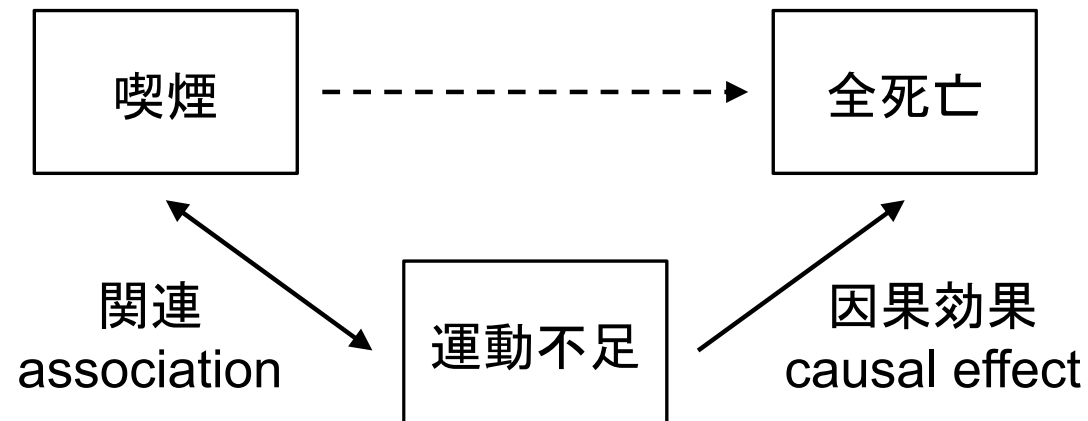 喫煙
全死亡
関連
association
運動不足
因果効果
causal effect